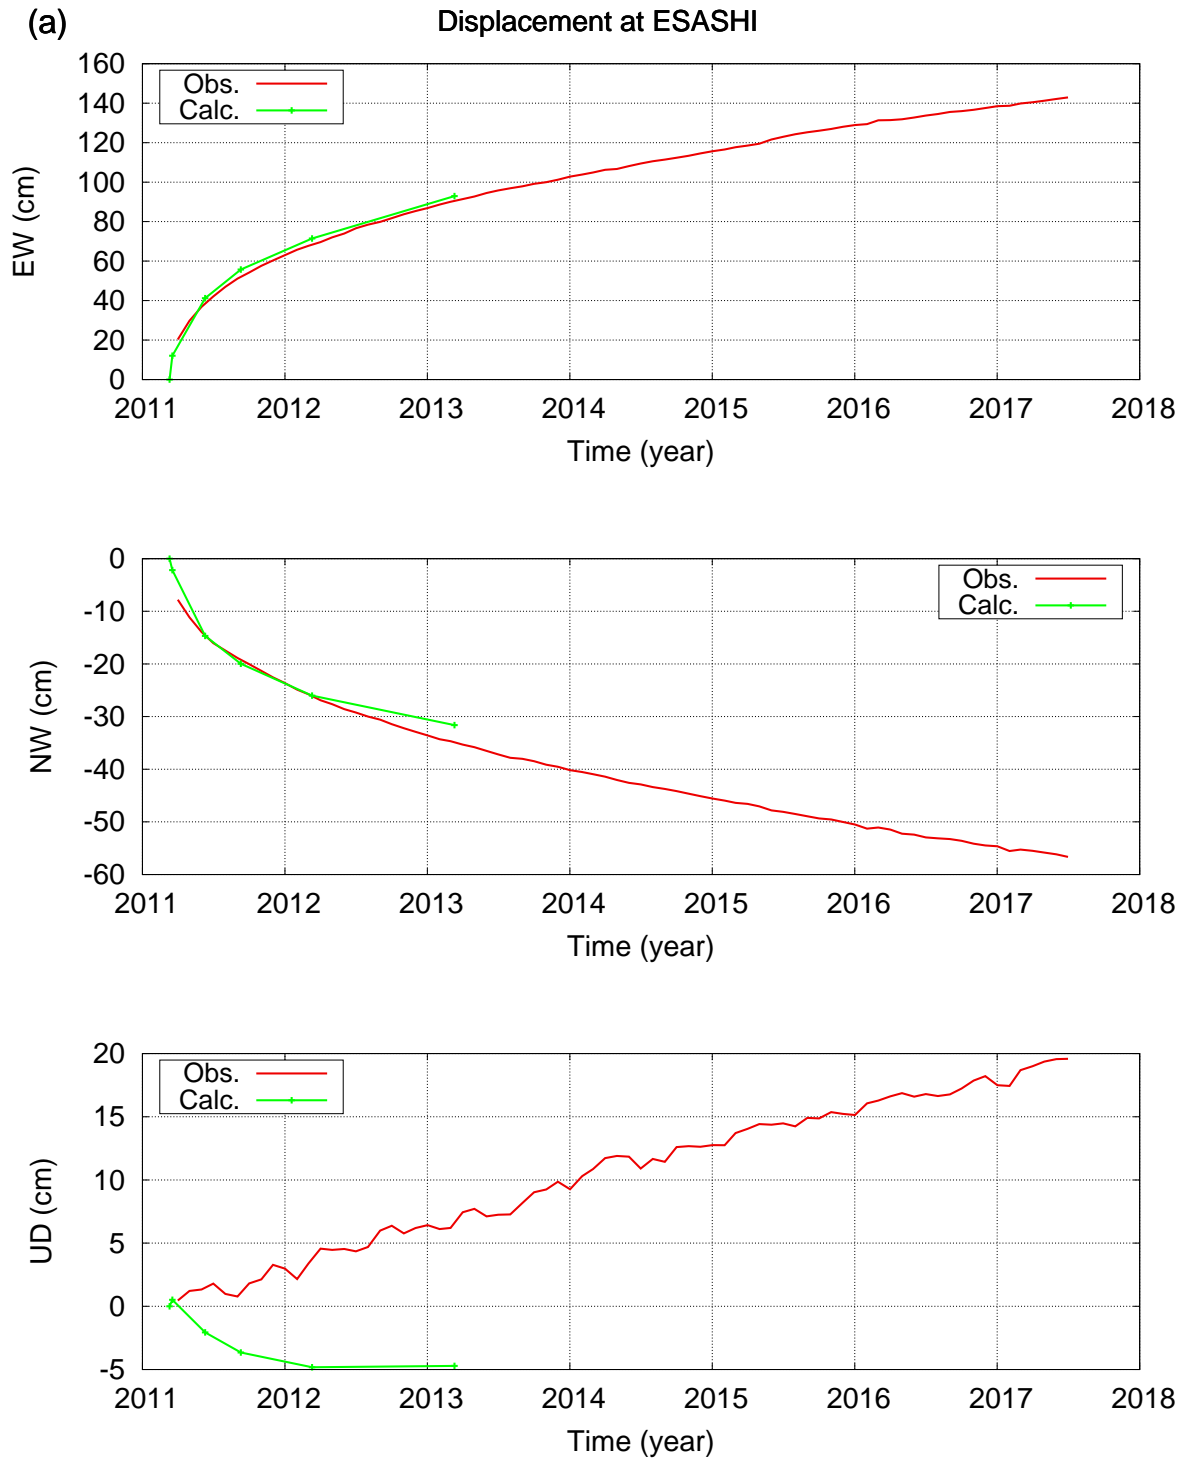 (a)
Displacement at ESASHI
160
140
120
100
80
60
40
20
0
EW (cm)
Obs.
Calc.
2011 2012 2013 2014 2015 2016 2017 2018
Time (year)
0
-10
-20
-30
-40
-50
-60
NW (cm)
Obs.
Calc.
2011 2012 2013 2014 2015 2016 2017 2018
Time (year)
20
15
10
5
0
-5
UD (cm)
Obs.
Calc.
2011 2012 2013 2014 2015 2016 2017 2018
Time (year)